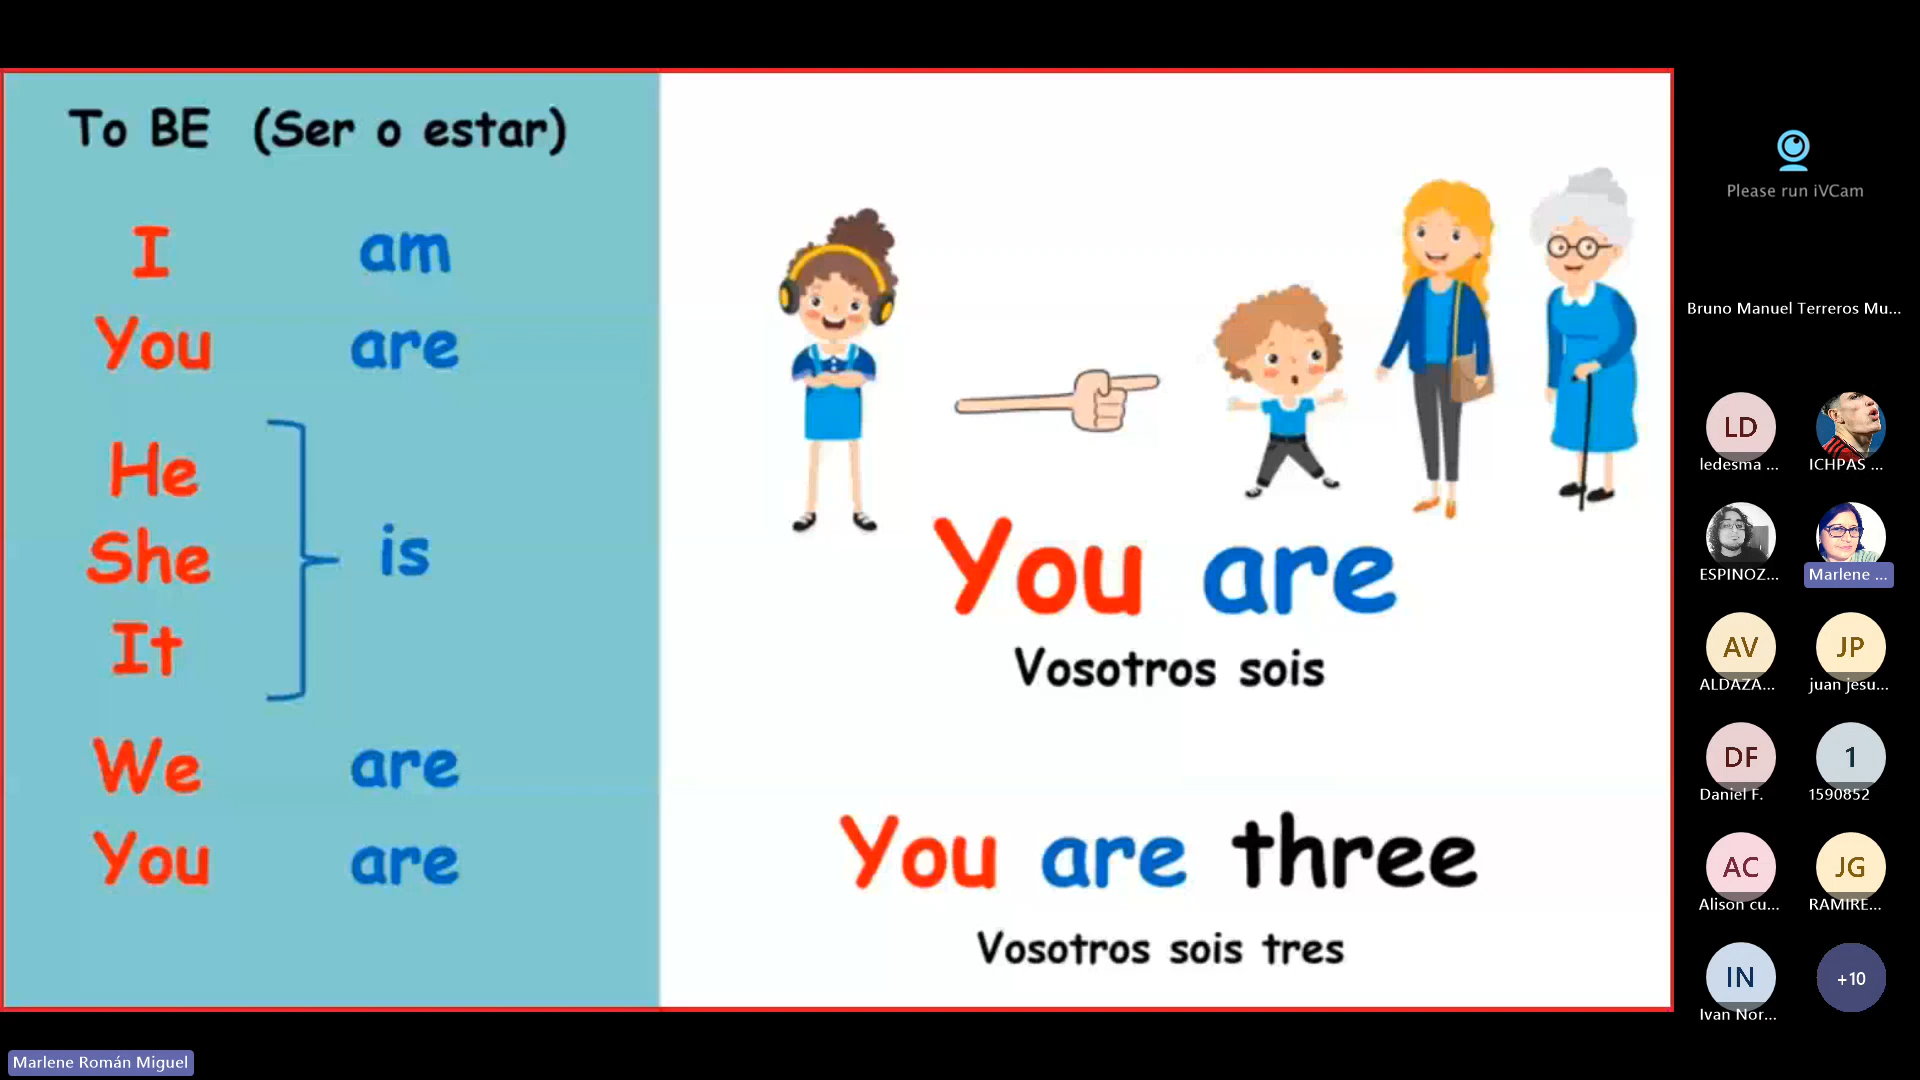 To BE (Ser o estar)
I am
You are
He
She
It
is
We are
You are
You are
Vosotros sois
You are three
Vosotros sois tres
Please run iVCam
Bruno Manuel Terreros Mu...
LD
ledesma ...
ICHPAS ...
ESPINOZ...
Marlene ...
AV
ALDAZA...
JP
juan jesu...
DF
Daniel F.
1
1590852
AC
Alison cu...
JG
RAMIRE...
IN
Ivan Nor...
+10
Marlene Román Miguel